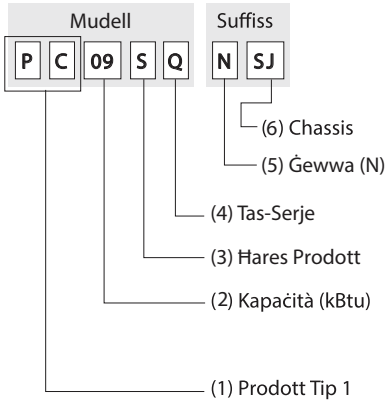 Mudell Suffiss
P C 09 S Q N SJ
(6) Chassis
(5) Ġewwa (N)
(4) Tas-Serje
(3) Ħares Prodott
(2) Kapaċità (kBtu)
(1) Prodott Tip 1